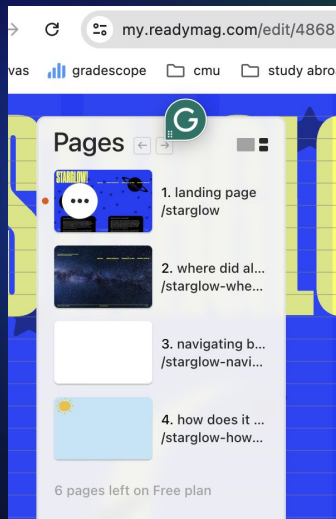 my.readymag.com/edit/4868
vas gradescope cmu study abro
G
Pages
STARGLOW!
1. landing page
/starglow
2. where did al...
/starglow-whe...
3. navigating b...
/starglow-navi...
4. how does it ...
/starglow-how...
6 pages left on Free plan